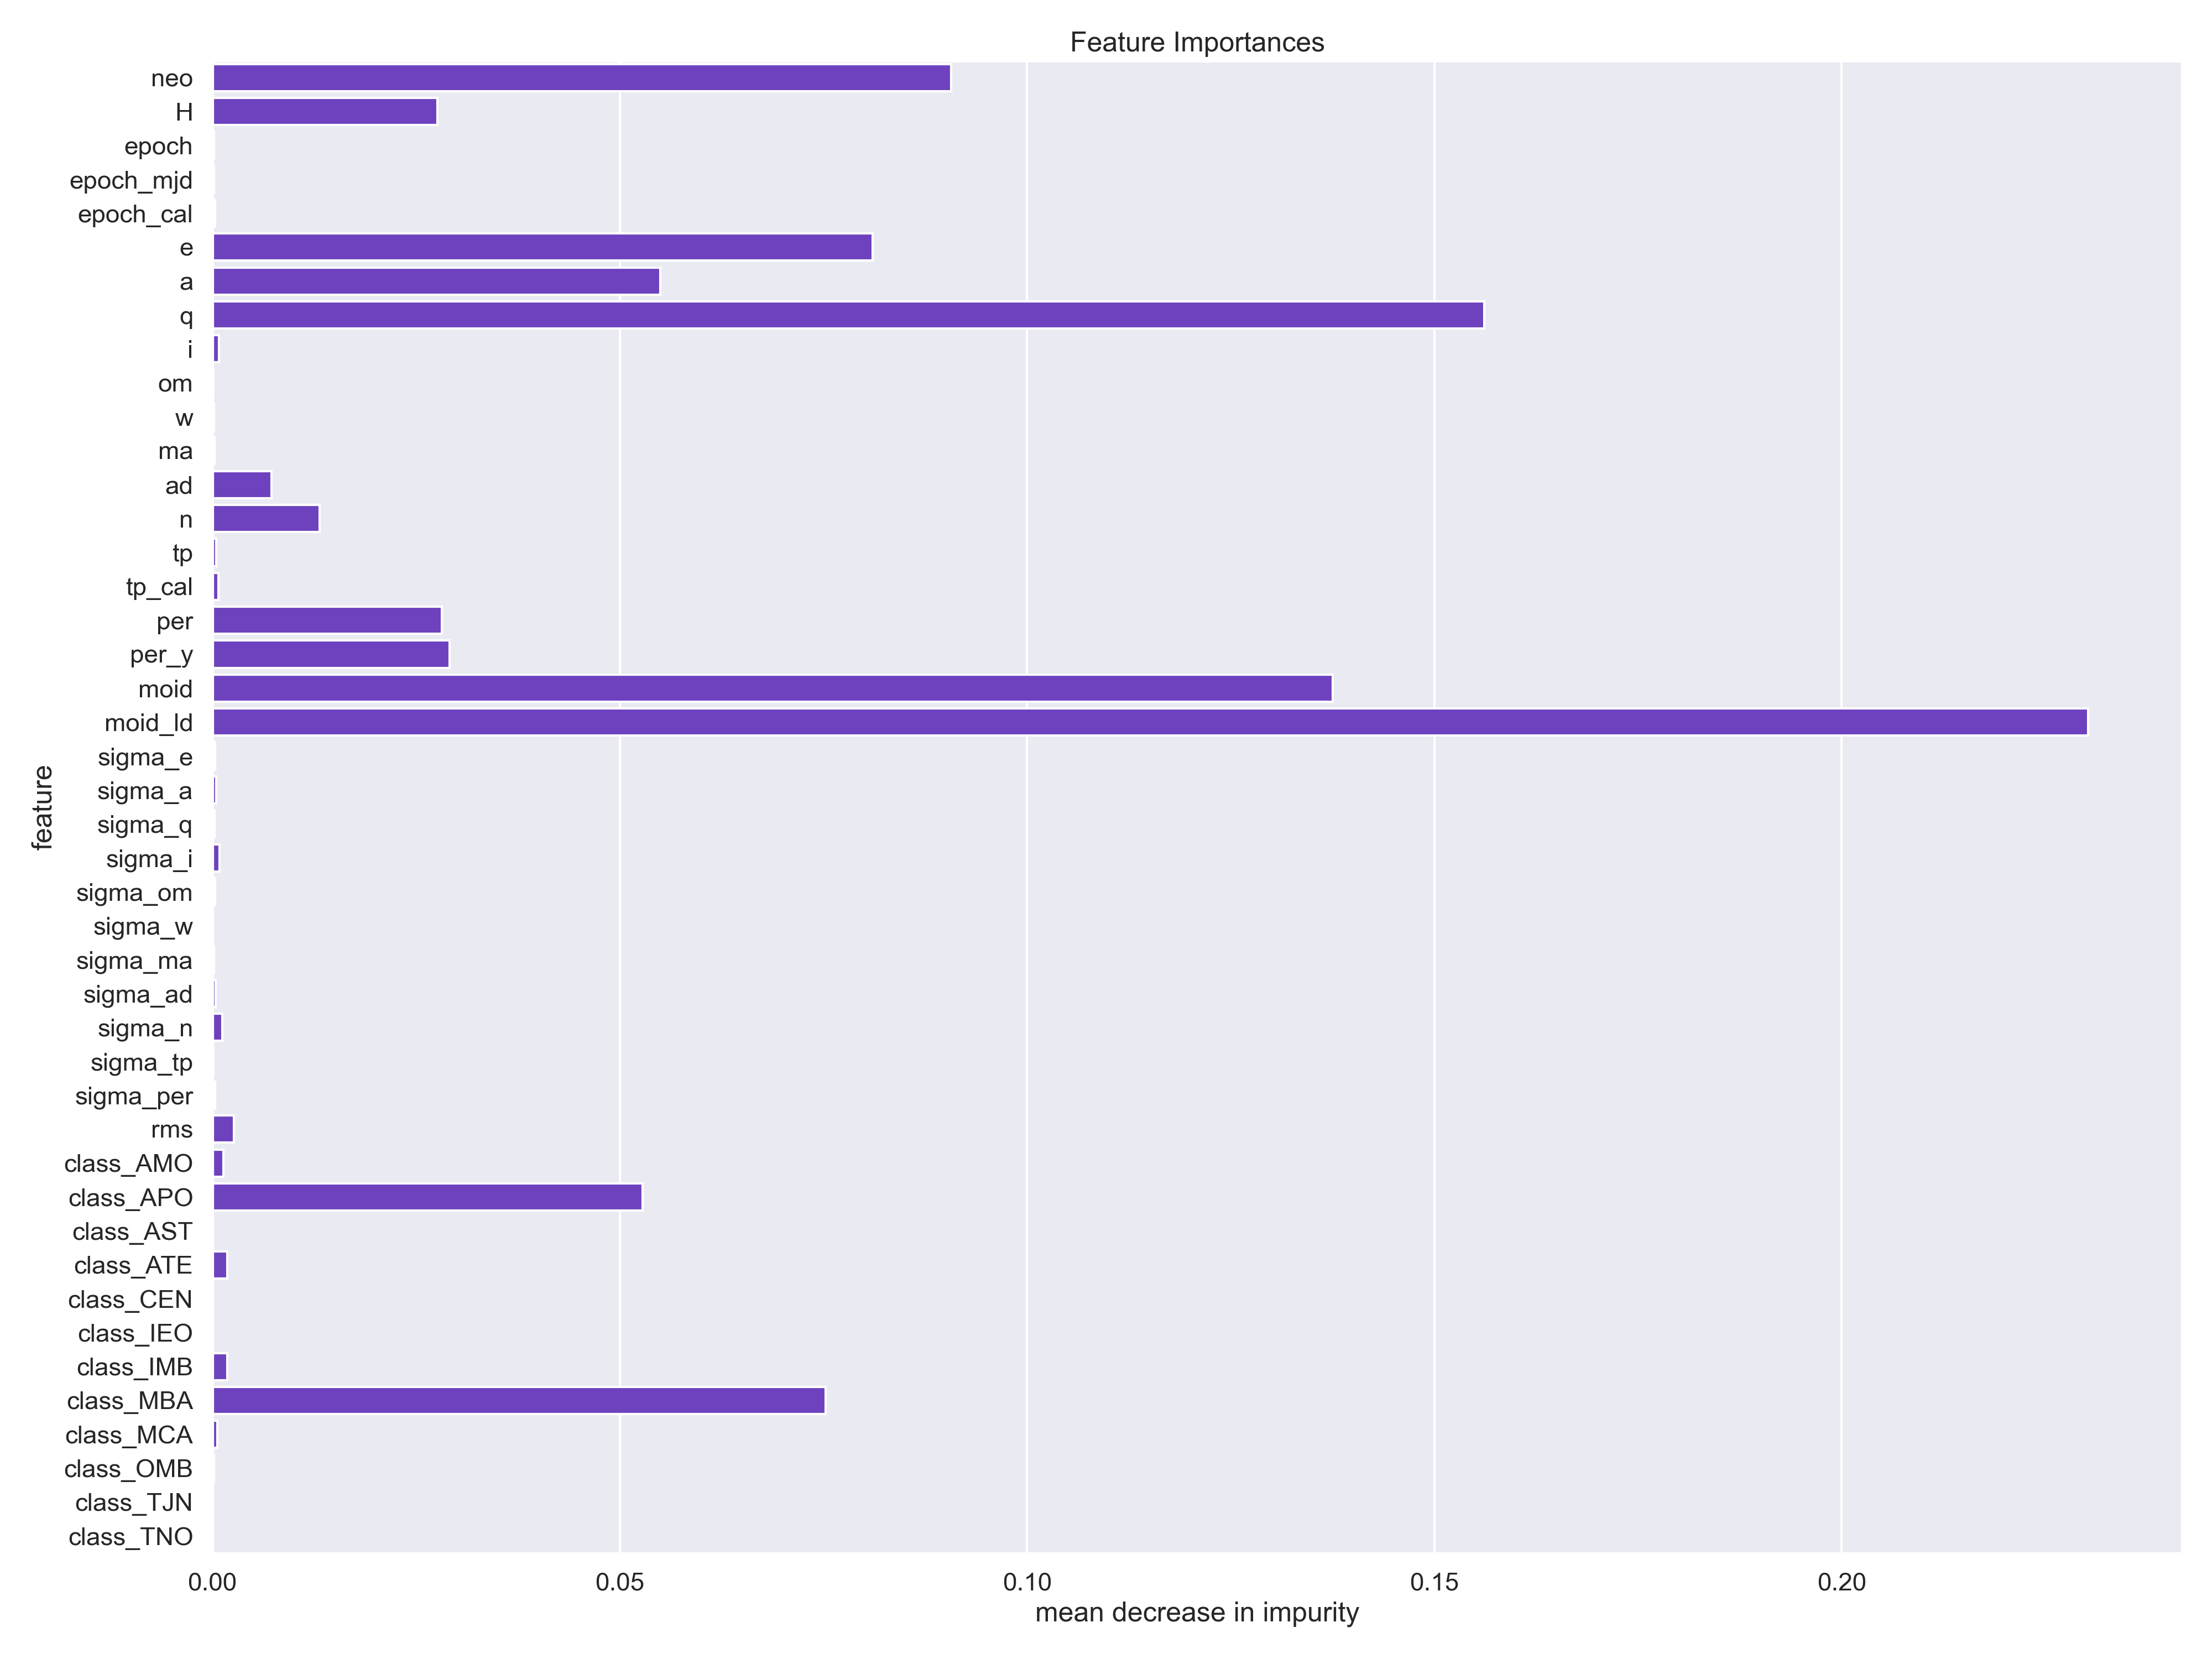 Feature Importances
neo
H
epoch
epoch_mjd
epoch_cal
e
a
q
i
om
w
ma
ad
n
tp
tp_cal
per
per_y
moid
moid_ld
sigma_e
sigma_a
sigma_q
sigma_i
sigma_om
sigma_w
sigma_ma
sigma_ad
sigma_n
sigma_tp
sigma_per
rms
class_AMO
class_APO
class_AST
class_ATE
class_CEN
class_IEO
class_IMB
class_MBA
class_MCA
class_OMB
class_TJN
class_TNO
feature
0.00 0.05 0.10 0.15 0.20
mean decrease in impurity